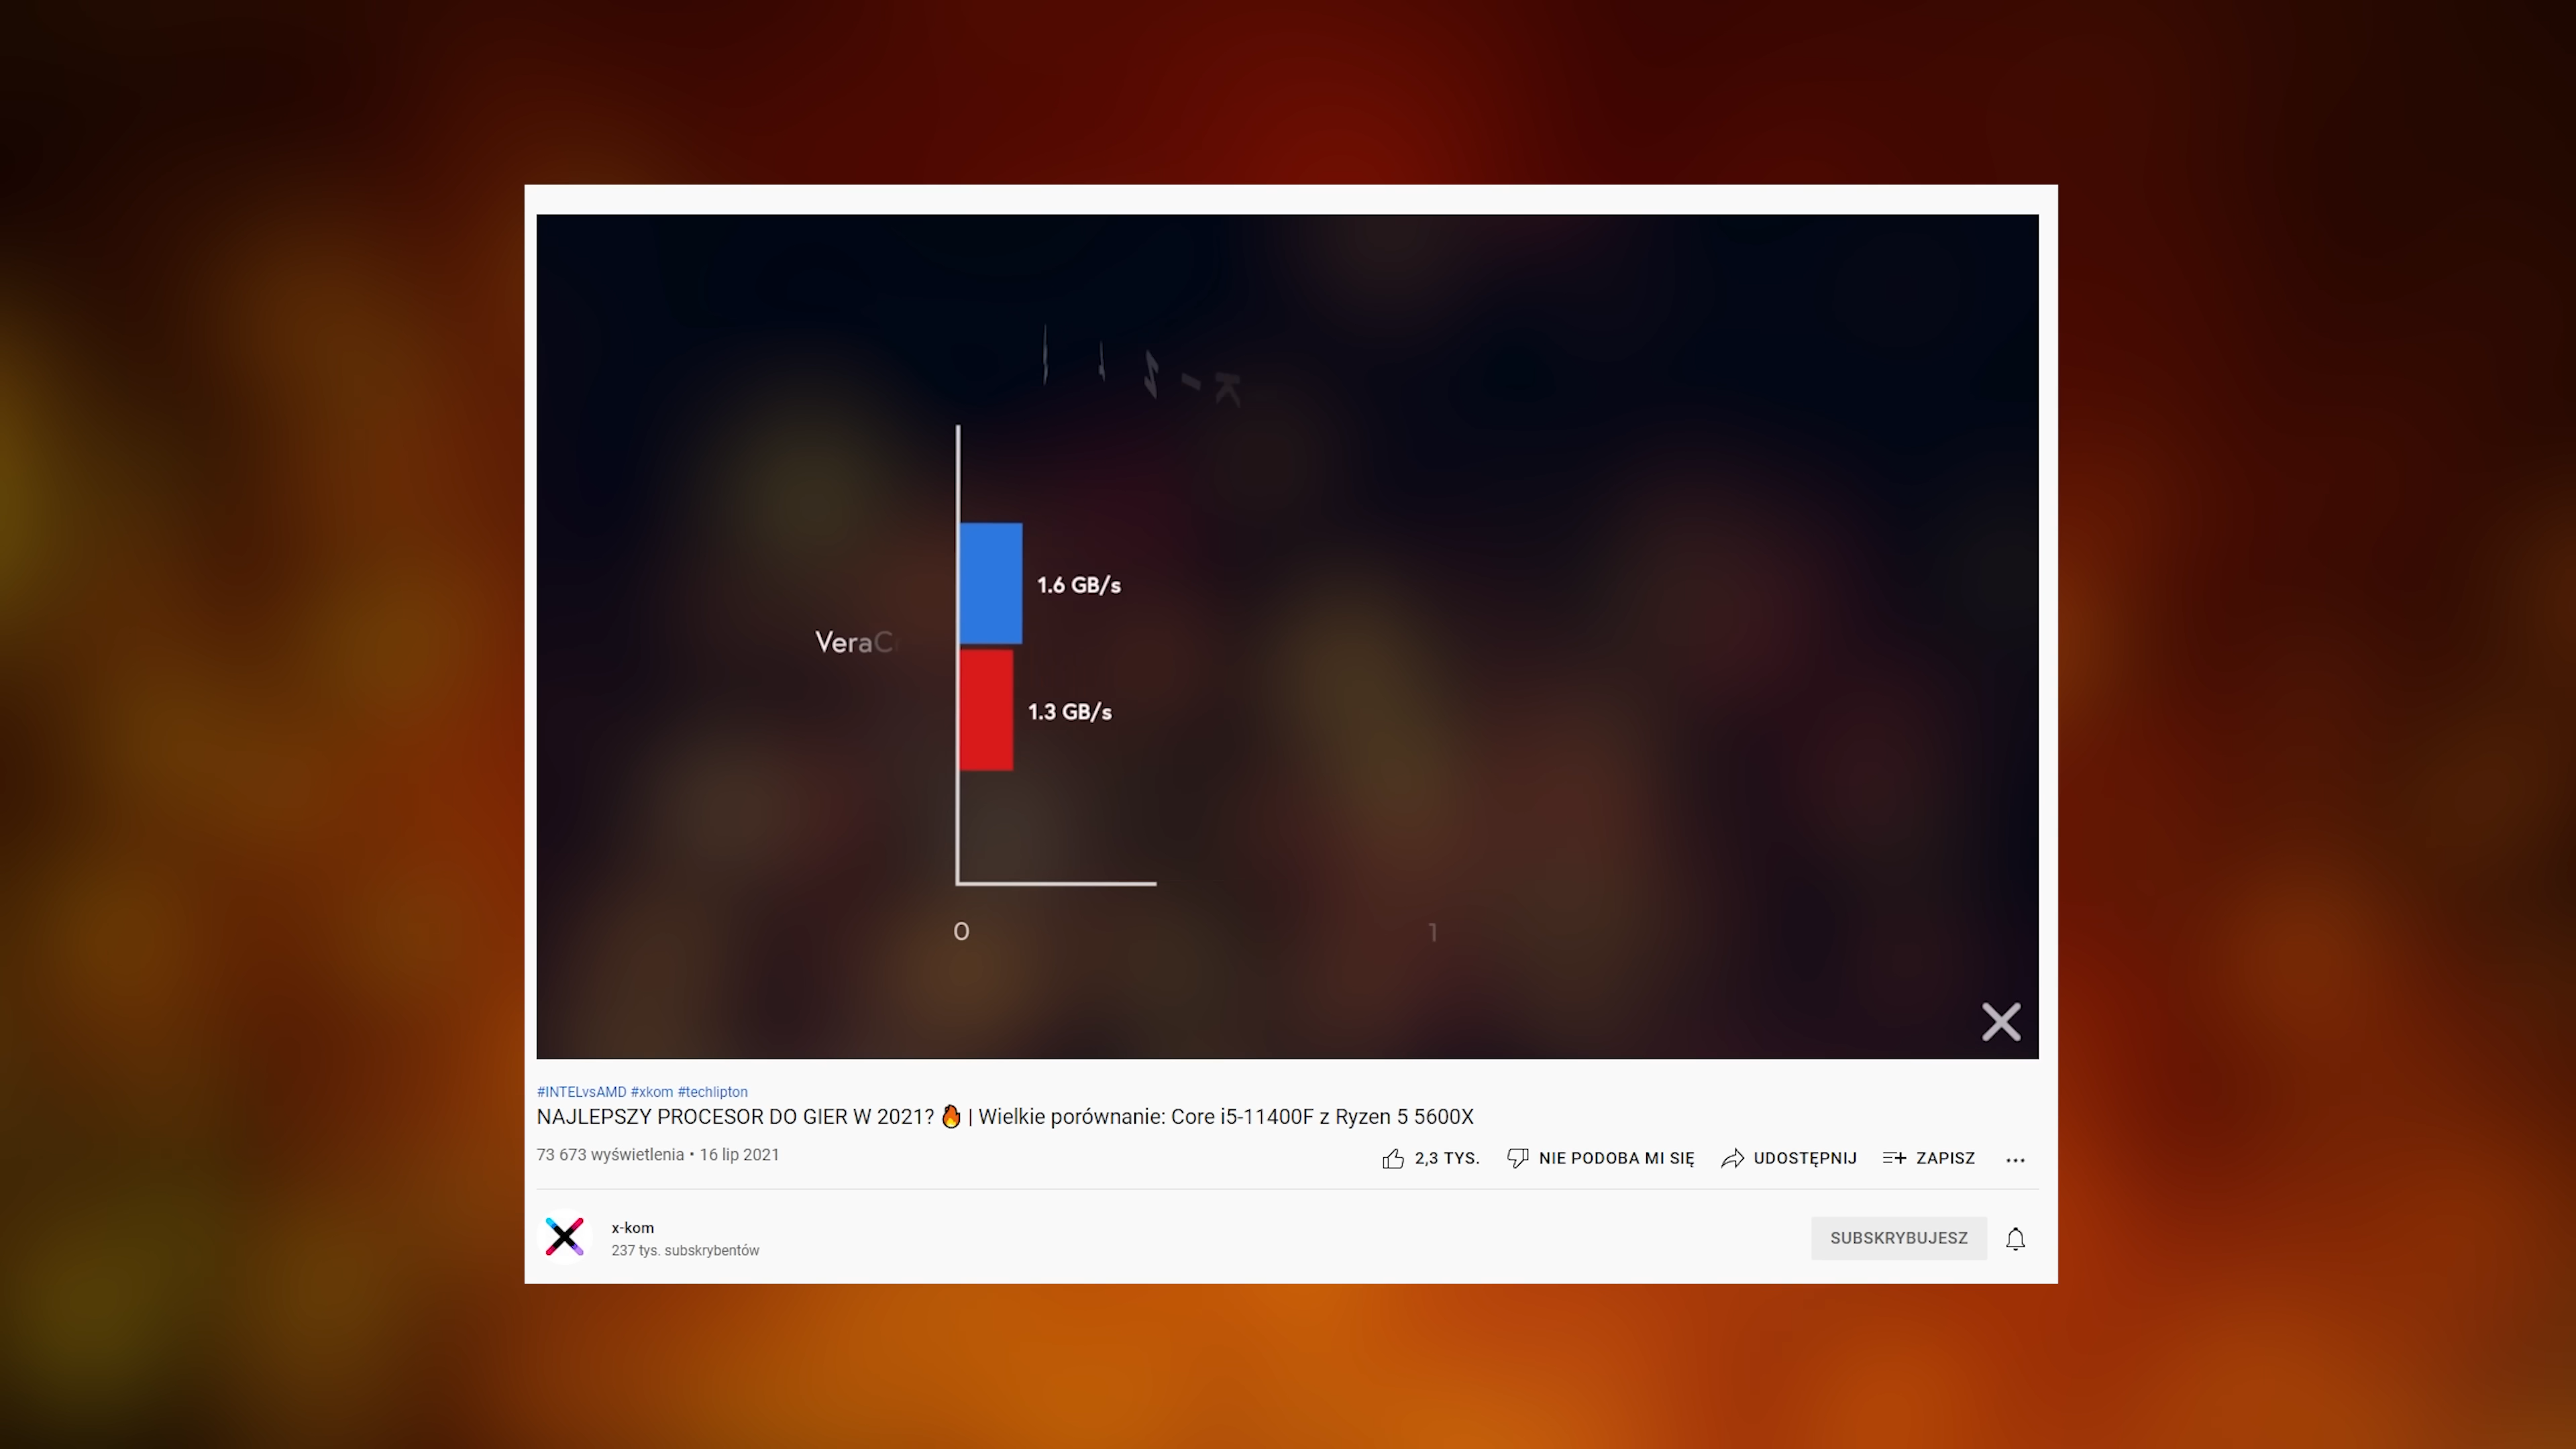 1.6 GB/s
Vera
1.3 GB/s
0 1
#INTELvsAMD #xkom #techlipton
NAJLEPSZY PROCESOR DO GIER W 2021? 🔥 | Wielkie porównanie: Core i5-11400F z Ryzen 5 5600X
73 673 wyświetlenia • 16 lip 2021
2,3 TYS. NIE PODOBA MI SIĘ UDOSTĘPNIJ ZAPISZ ...
x-kom
237 tys. subskrybentów
SUBSKRYBUJESZ